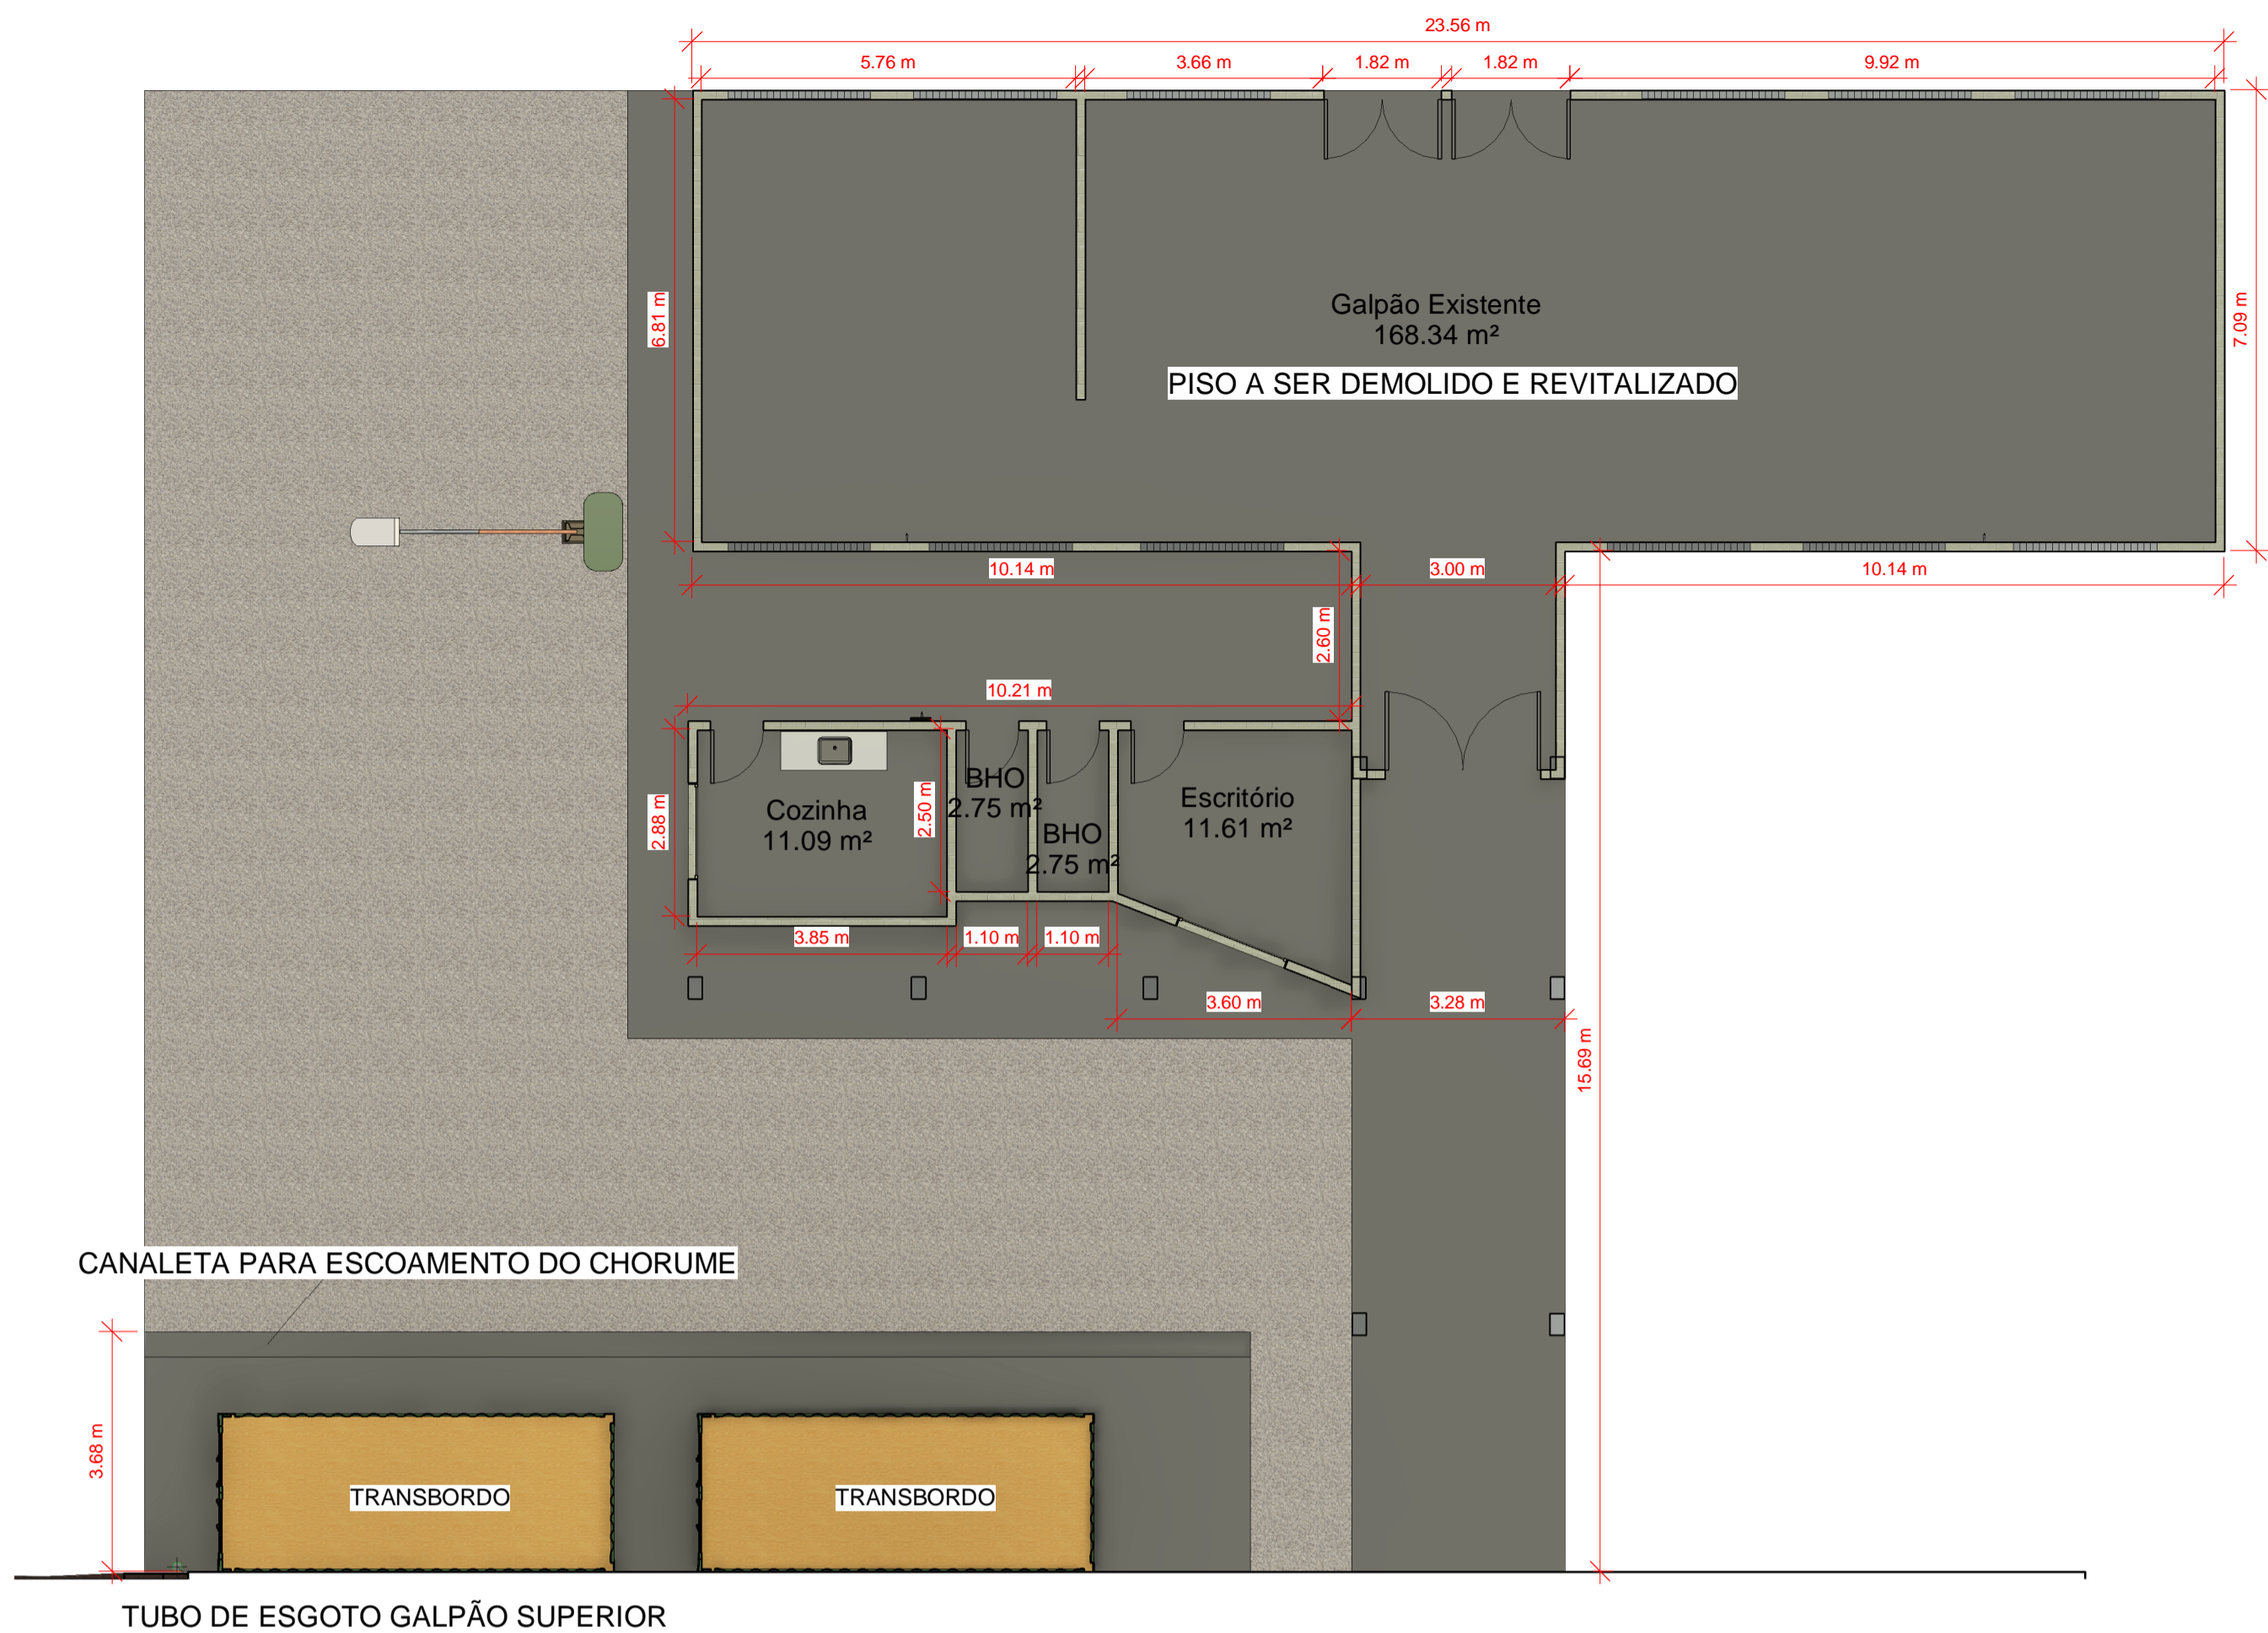 23.56 m
5.76 m
3.66 m
1.82 m
1.82 m
9.92 m
6.81 m
Galpão Existente
168.34 m²
PISO A SER DEMOLIDO E REVITALIZADO
7.09 m
10.14 m
3.00 m
10.14 m
2.60 m
10.21 m
2.88 m
Cozinha
11.09 m²
2.50 m
BHO
2.75 m²
BHO
2.75 m²
Escritório
11.61 m²
3.85 m
1.10 m
1.10 m
3.60 m
3.28 m
15.69 m
CANALETA PARA ESCOAMENTO DO CHORUME
3.68 m
TRANSBORDO
TRANSBORDO
TUBO DE ESGOTO GALPÃO SUPERIOR